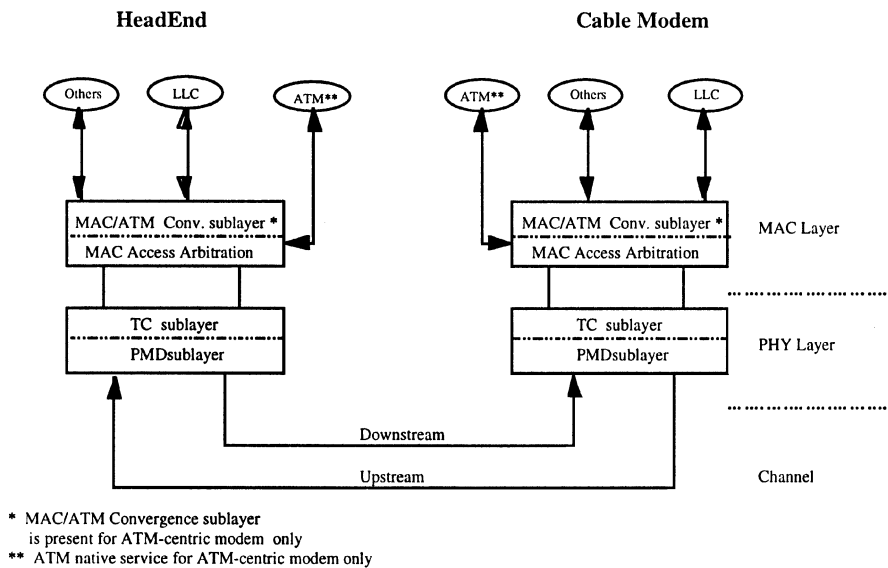 HeadEnd
Cable Modem
Others
LLC
ATM**
ATM**
Others
LLC
MAC/ATM Conv. sublayer *
MAC Access Arbitration
MAC/ATM Conv. sublayer *
MAC Access Arbitration
MAC Layer
TC sublayer
PMDsublayer
TC sublayer
PMDsublayer
PHY Layer
Downstream
Upstream
Channel
* MAC/ATM Convergence sublayer
is present for ATM-centric modem only
** ATM native service for ATM-centric modem only